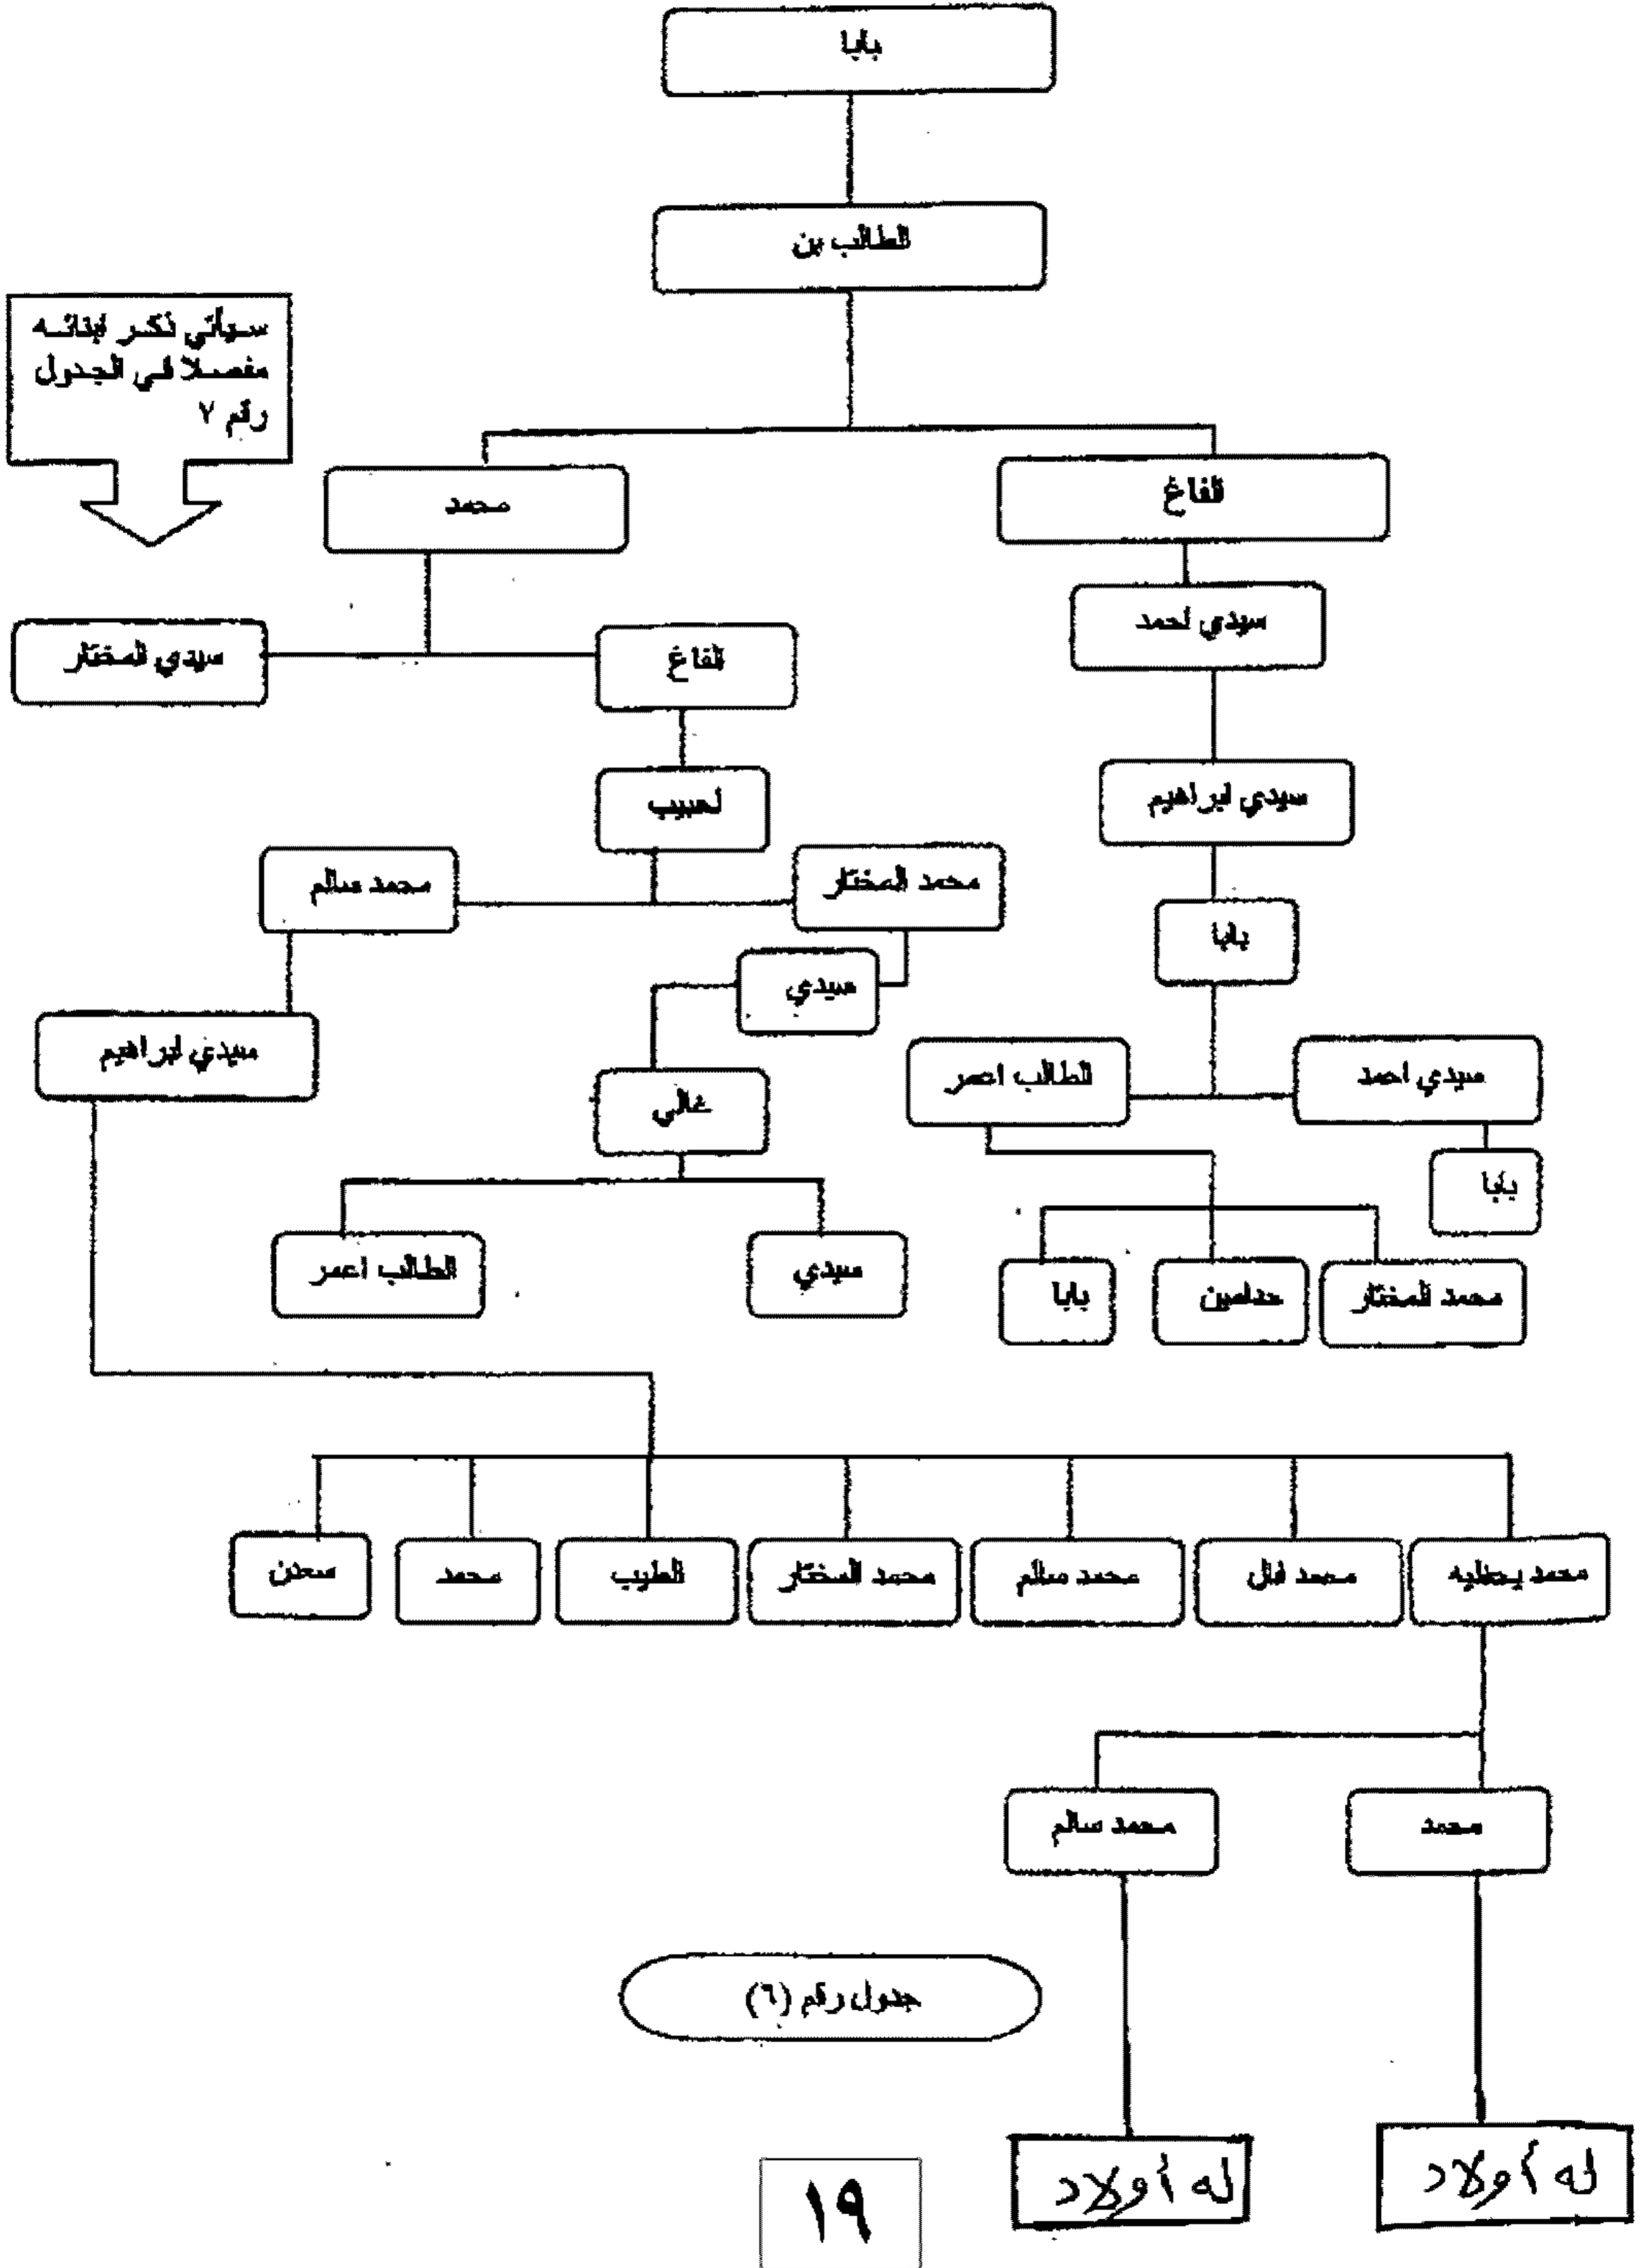 بابا
الطالب بن
سيأتي ذكر أبنائه
مفصلا في الجدول
رقم ٧
محمد
الفاغ
سيدي احمد
سيدي المختار
الفاغ
سيدي ابراهيم
لحبيب
محمد سالم
محمد المختار
بابا
سيدي
سيدي ابراهيم
الطالب اعمر
سيدي احمد
غالي
بابا
الطالب اعمر
سيدي
بابا
حدامين
محمد المختار
محمد يحظيه
محمد فال
محمد سالم
محمد المختار
الطيب
محمد
سعدن
محمد
محمد سالم
جدول رقم (٦)
له أولاد
له أولاد
١٩